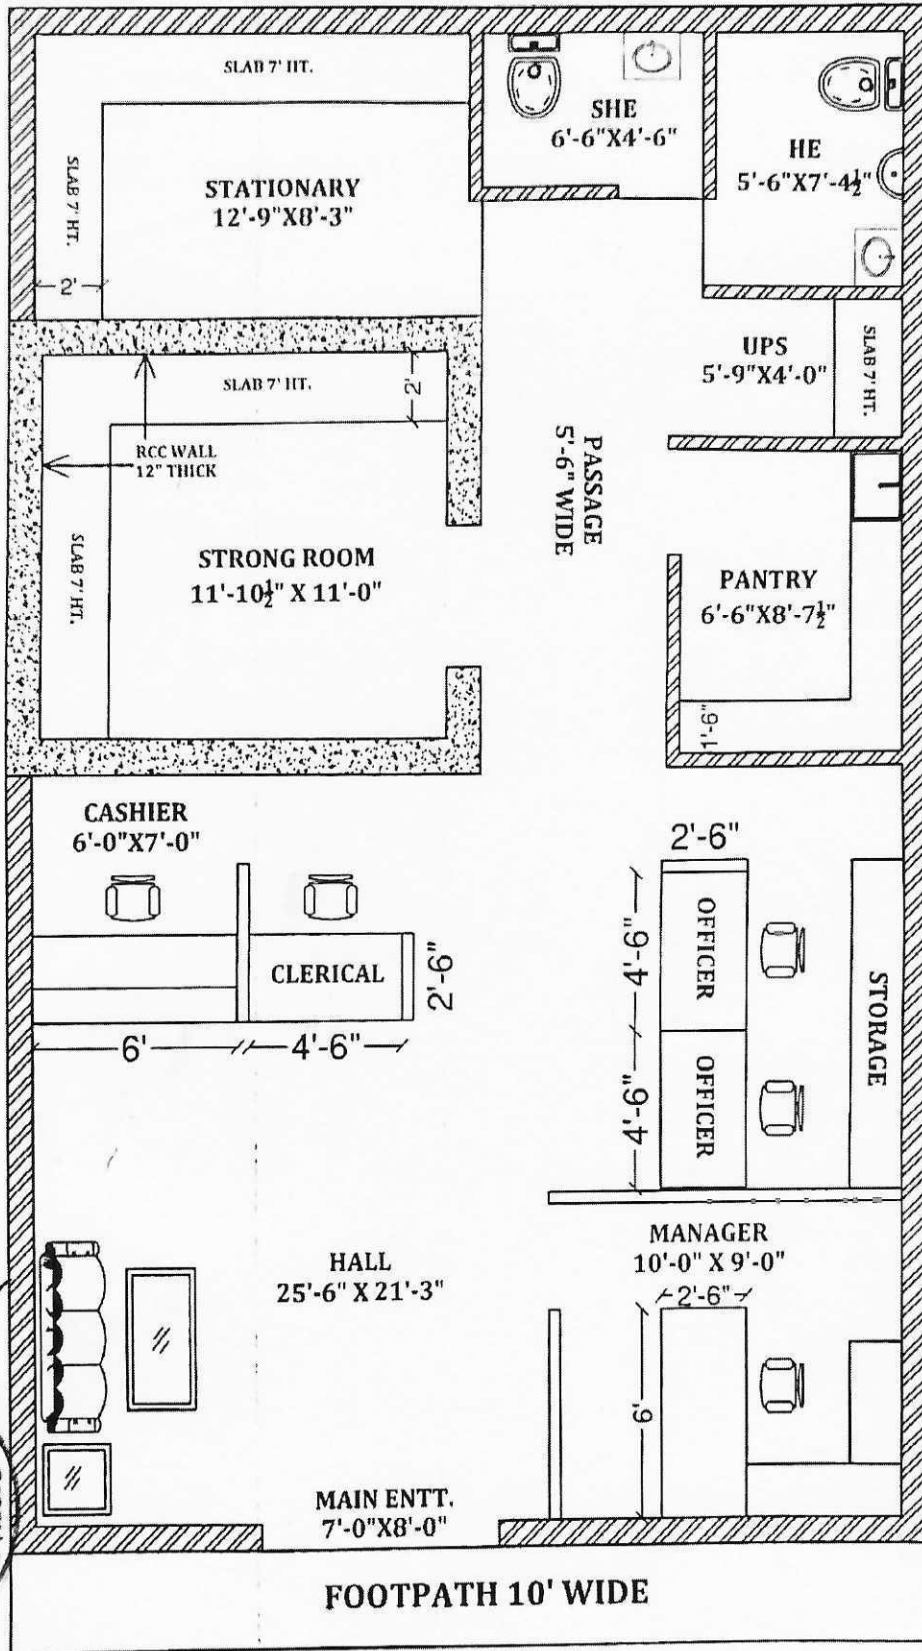 SLAB 7' HT.
SLAB 7' HT.
STATIONARY
12'-9"X8'-3"
2'
SHE
6'-6"X4'-6"
HE
5'-6"X7'-4½"
UPS
5'-9"X4'-0"
SLAB 7' HT.
SLAB 7' HT.
2'
RCC WALL
12" THICK
SLAB 7' HT.
STRONG ROOM
11'-10½" X 11'-0"
PASSAGE
5'-6" WIDE
PANTRY
6'-6"X8'-7½"
1'-6"
CASHIER
6'-0"X7'-0"
CLERICAL
2'-6"
6'
4'-6"
2'-6"
4'-6"
OFFICER
4'-6"
OFFICER
STORAGE
MANAGER
10'-0" X 9'-0"
2'-6"
6'
HALL
25'-6" X 21'-3"
MAIN ENTT.
7'-0"X8'-0"
FOOTPATH 10' WIDE